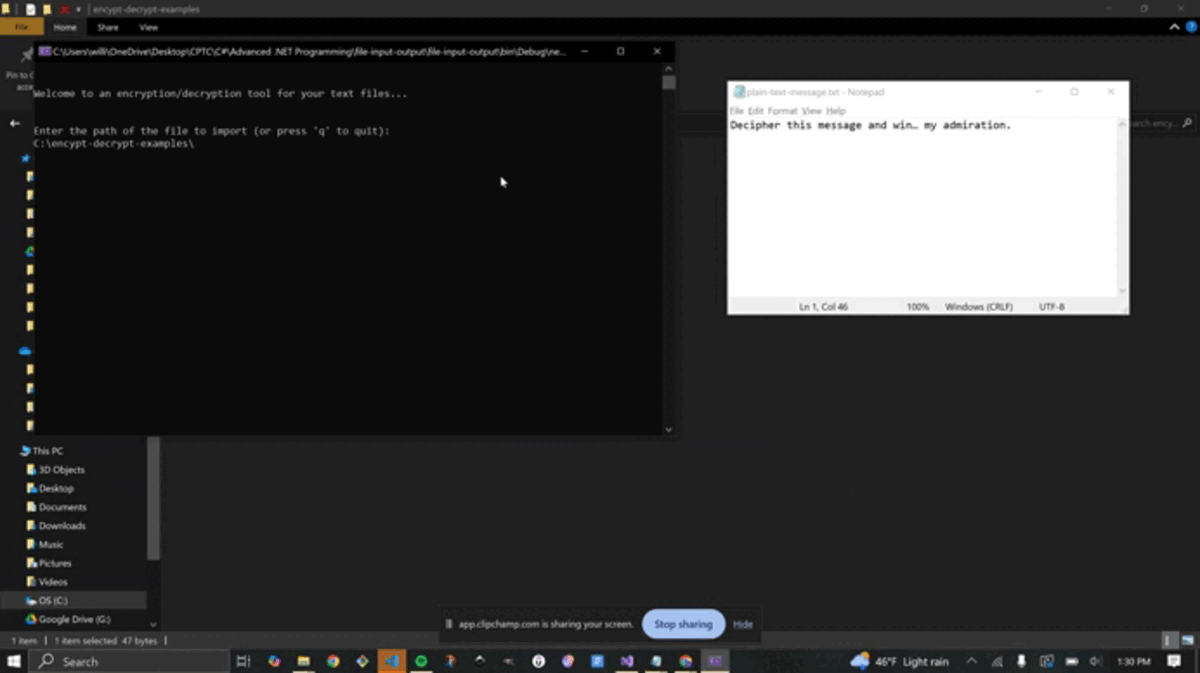 encypt-decrypt-examples
File Home Share View
C:\Users\willi\OneDrive\Desktop\CPTC\C#\Advanced .NET Programming\file-input-output\file-input-output\bin\Debug\ne...
Pin to
Welcome to an encryption/decryption tool for your text files...
Enter the path of the file to import (or press 'q' to quit):
C:\encypt-decrypt-examples\
plain-text-message.txt - Notepad
File Edit Format View Help
Decipher this message and win… my admiration.
Ln 1, Col 46 100% Windows (CRLF) UTF-8
This PC
3D Objects
Desktop
Documents
Downloads
Music
Pictures
Videos
OS (C:)
Google Drive (G:)
1 item 1 item selected 47 bytes
app.clipchamp.com is sharing your screen. Stop sharing Hide
Search
46°F Light rain
1:30 PM